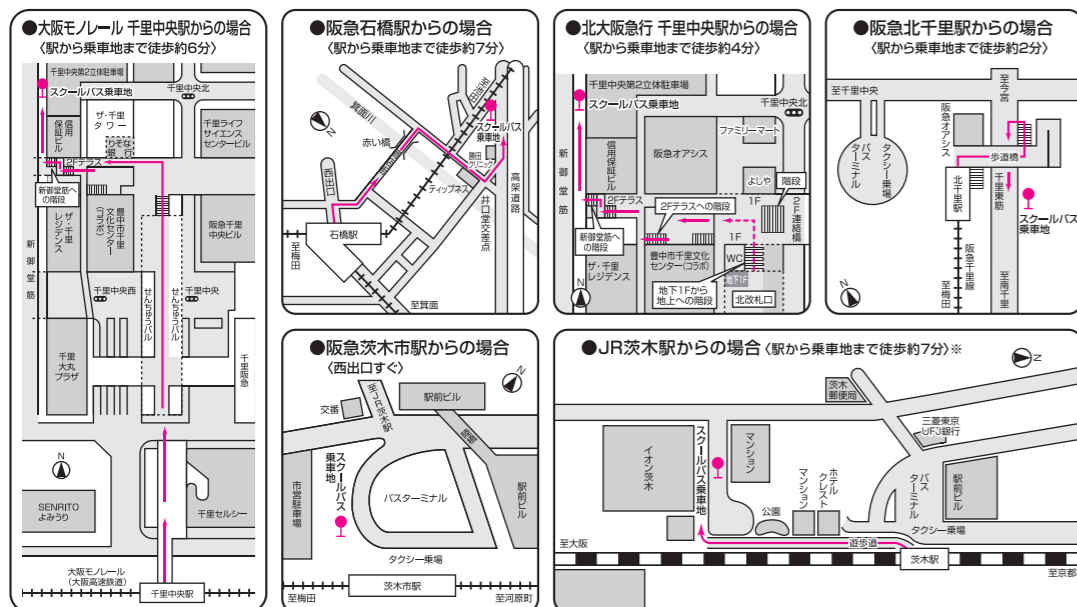 ●大阪モノレール 千里中央駅からの場合
〈駅から乗車地まで徒歩約6分〉
千里中央第2立体駐車場
スクールバス乗車地
千里中央北
信用保証ビル
ザ・千里タワー
りそな銀行
千里ライフサイエンスセンタービル
2Fテラス
新御堂筋への階段
ザ・千里レジデンス
豊中市千里文化センター(コラボ)
阪急千里中央ビル
新御堂筋
千里中央西
千里中央
せんちゅうパル
せんちゅうパル
千里大丸プラザ
千里阪急
N
SENRITO
よみうり
千里セルシー
大阪モノレール
(大阪高速鉄道)
千里中央駅
●阪急石橋駅からの場合
〈駅から乗車地まで徒歩約7分〉
至池田
N
箕面川
スクールバス
乗車地
赤い橋
西出口
ティップネス
高架道路
井口堂交差点
石橋駅
至梅田
至箕面
●北大阪急行 千里中央駅からの場合
〈駅から乗車地まで徒歩約4分〉
千里中央第2立体駐車場
スクールバス乗車地
千里中央北
ファミリーマート
信用保証ビル
阪急オアシス
新御堂筋
よしや
階段
2Fテラス
2Fテラスへの階段
1F
2F連絡橋
新御堂筋への階段
1F
ザ・千里
レジデンス
豊中市千里文化
センター(コラボ)
WC
地下1F
N
地下1Fから
地上への階段
北改札口
●阪急北千里駅からの場合
〈駅から乗車地まで徒歩約2分〉
至今宮
至千里中央
阪急オアシス
バスターミナル
タクシー乗場
歩道橋
北千里駅
千里東筋
スクールバス
乗車地
阪急千里線
N
至梅田
至南千里
●阪急茨木市駅からの場合
〈西出口すぐ〉
至JR茨木駅
N
駅前ビル
交番
陸橋
スクールバス
乗車地
市営駐車場
バスターミナル
駅前ビル
タクシー乗場
茨木市駅
至梅田
至河原町
●JR茨木駅からの場合〈駅から乗車地まで徒歩約7分〉※
N
茨木
郵便局
三菱東京
UFJ銀行
イオン茨木
スクールバス乗車地
マンション
マンション
ホテルクレスト
公園
バスターミナル
駅前ビル
タクシー乗場
至大阪
遊歩道
茨木駅
至京都